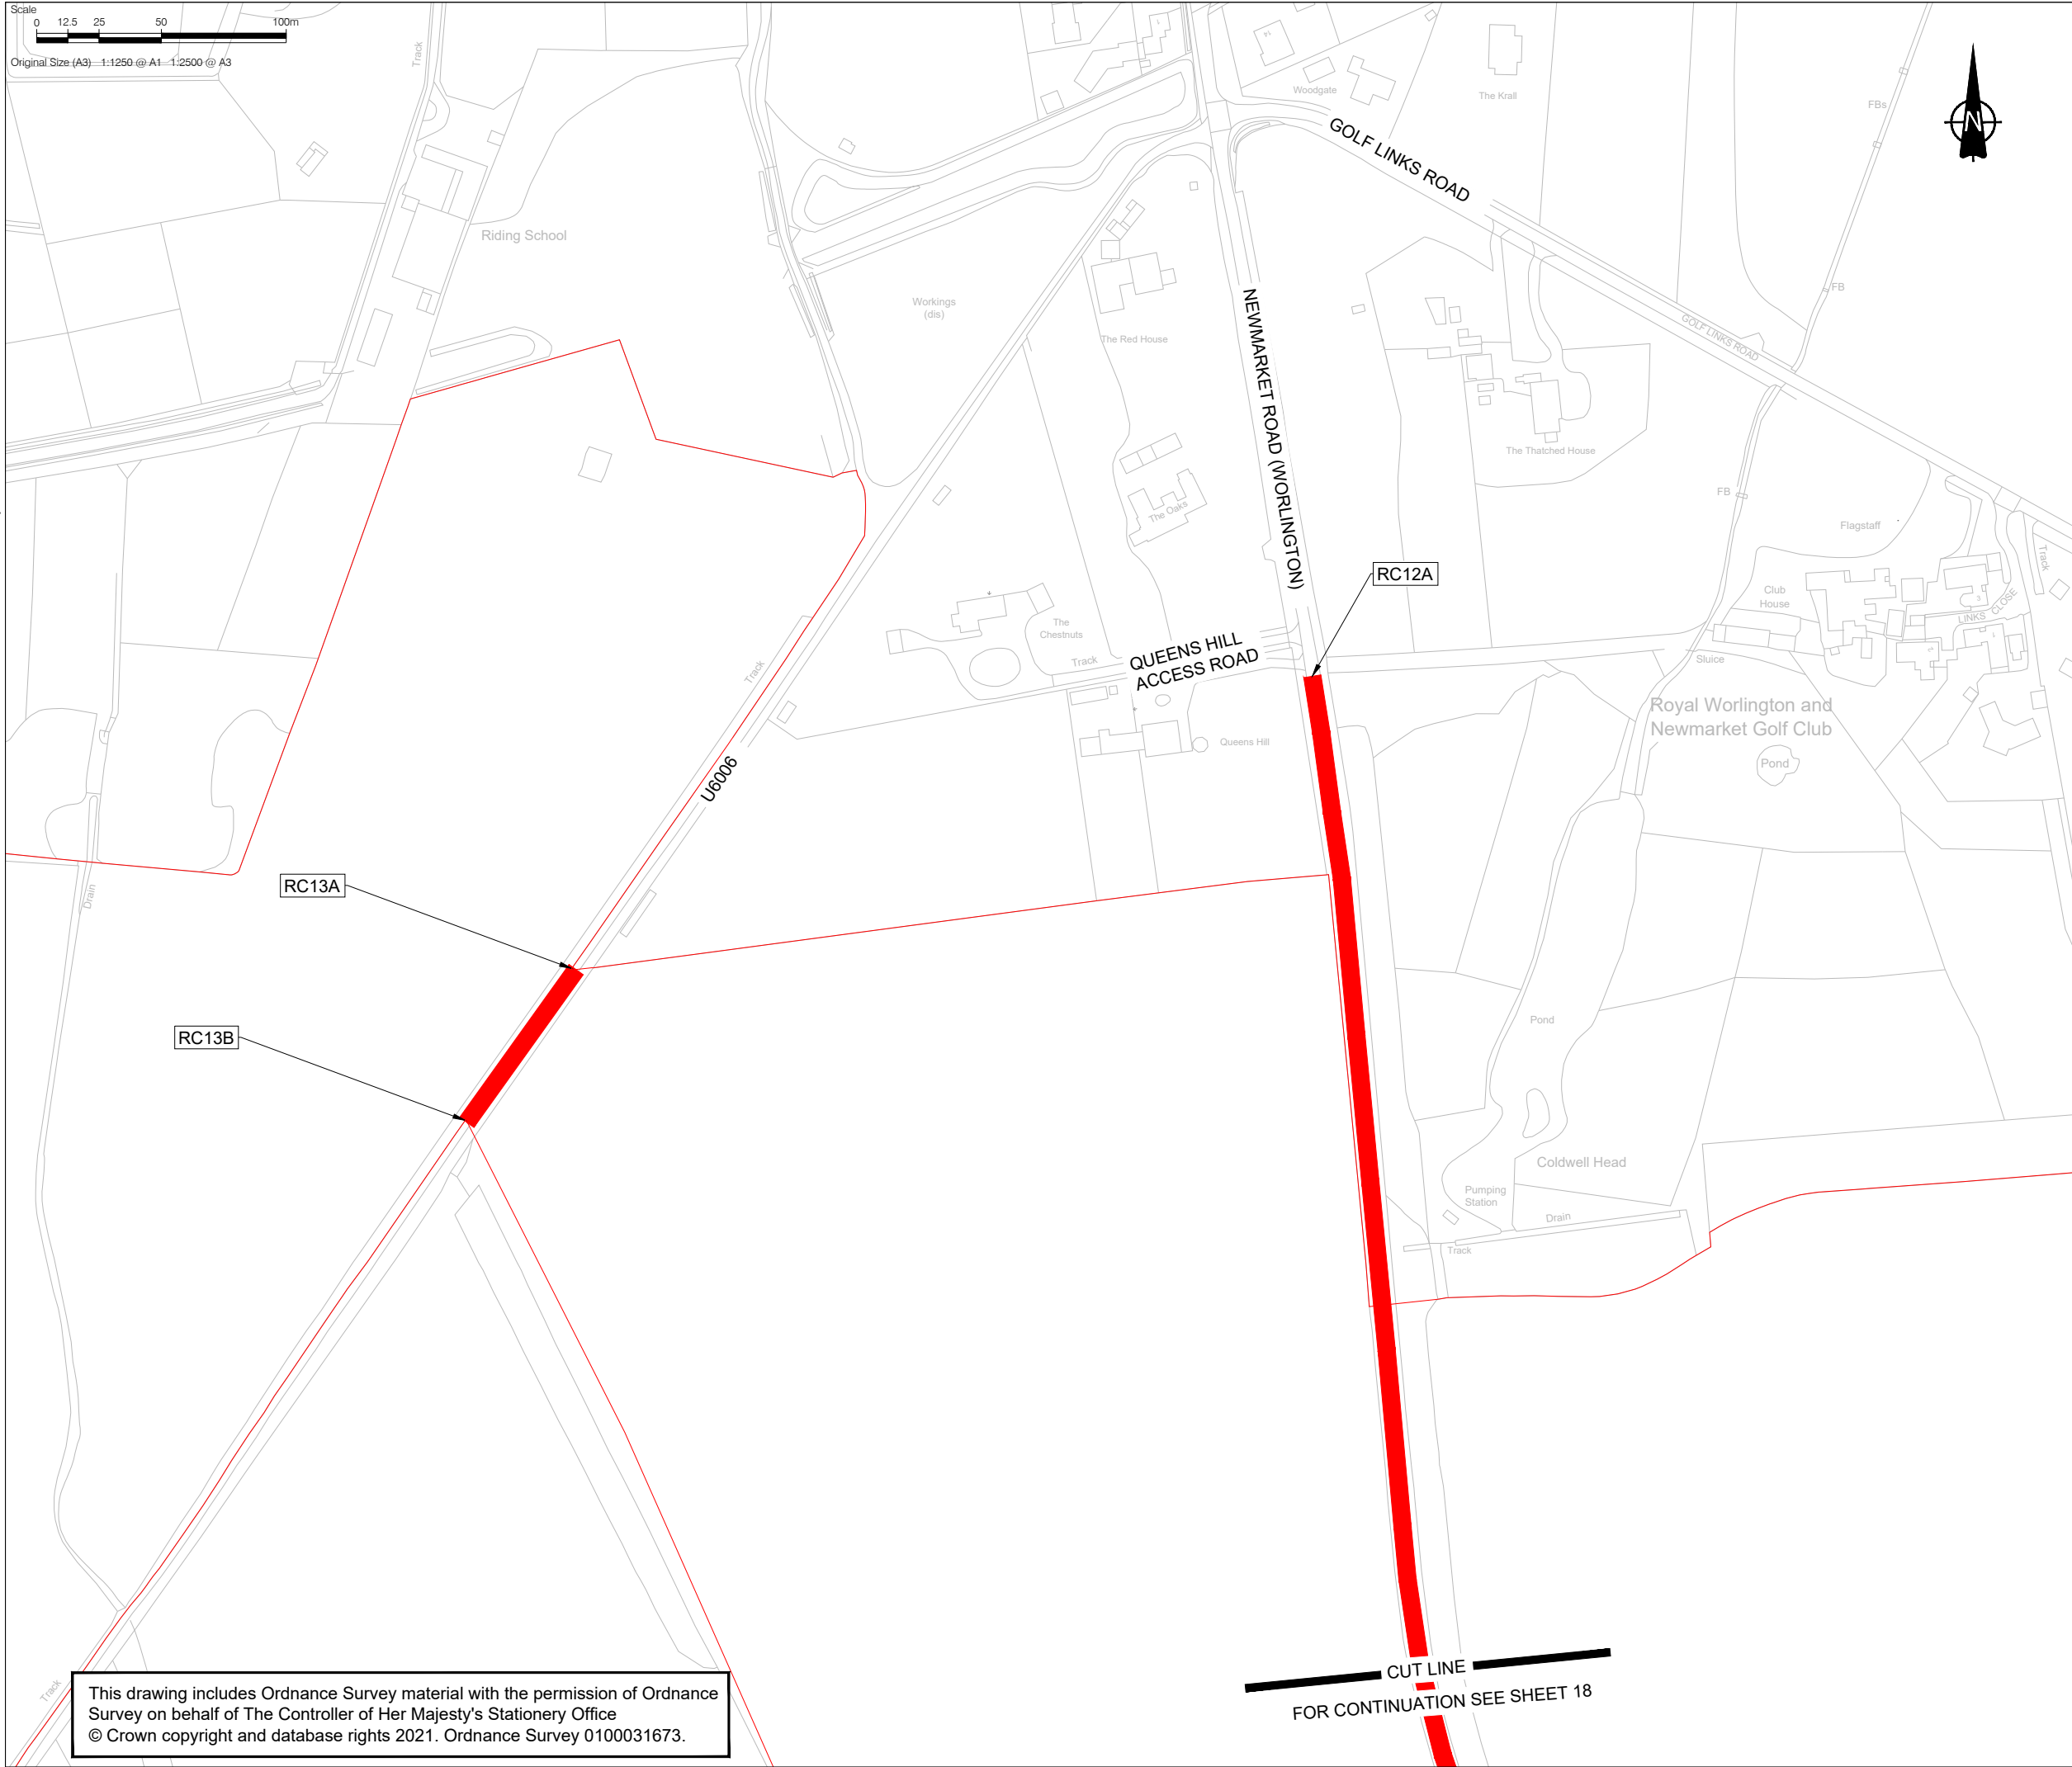 Scale
0 12.5 25 50 100m
Original Size (A3) 1:1250 @ A1 1:2500 @ A3
Track
Woodgate
The Krall
FBs
N
GOLF LINKS ROAD
Riding School
Workings
(dis)
The Red House
FB
GOLF LINKS ROAD
NEWMARKET ROAD (WORLINGTON)
The Thatched House
FB
The Oaks
Flagstaff
Track
RC12A
Club
House
3
LINKS CLOSE
The
Chestnuts
Track
QUEENS HILL
ACCESS ROAD
Sluice
Track
Royal Worlington and
Newmarket Golf Club
Queens Hill
Pond
U6006
RC13A
Drain
RC13B
Pond
Coldwell Head
Pumping
Station
Drain
Track
CUT LINE
FOR CONTINUATION SEE SHEET 18
Track
This drawing includes Ordnance Survey material with the permission of Ordnance
Survey on behalf of The Controller of Her Majesty's Stationery Office
© Crown copyright and database rights 2021. Ordnance Survey 0100031673.